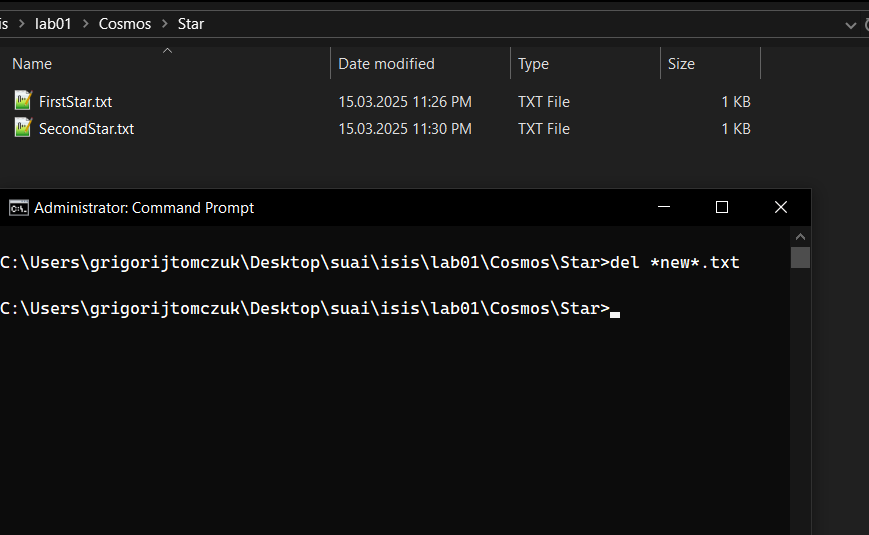 is > lab01 > Cosmos > Star
Name Date modified Type Size
FirstStar.txt 15.03.2025 11:26 PM TXT File 1 KB
SecondStar.txt 15.03.2025 11:30 PM TXT File 1 KB
Administrator: Command Prompt
C:\Users\grigorijtomczuk\Desktop\suai\isis\lab01\Cosmos\Star>del *new*.txt
C:\Users\grigorijtomczuk\Desktop\suai\isis\lab01\Cosmos\Star>